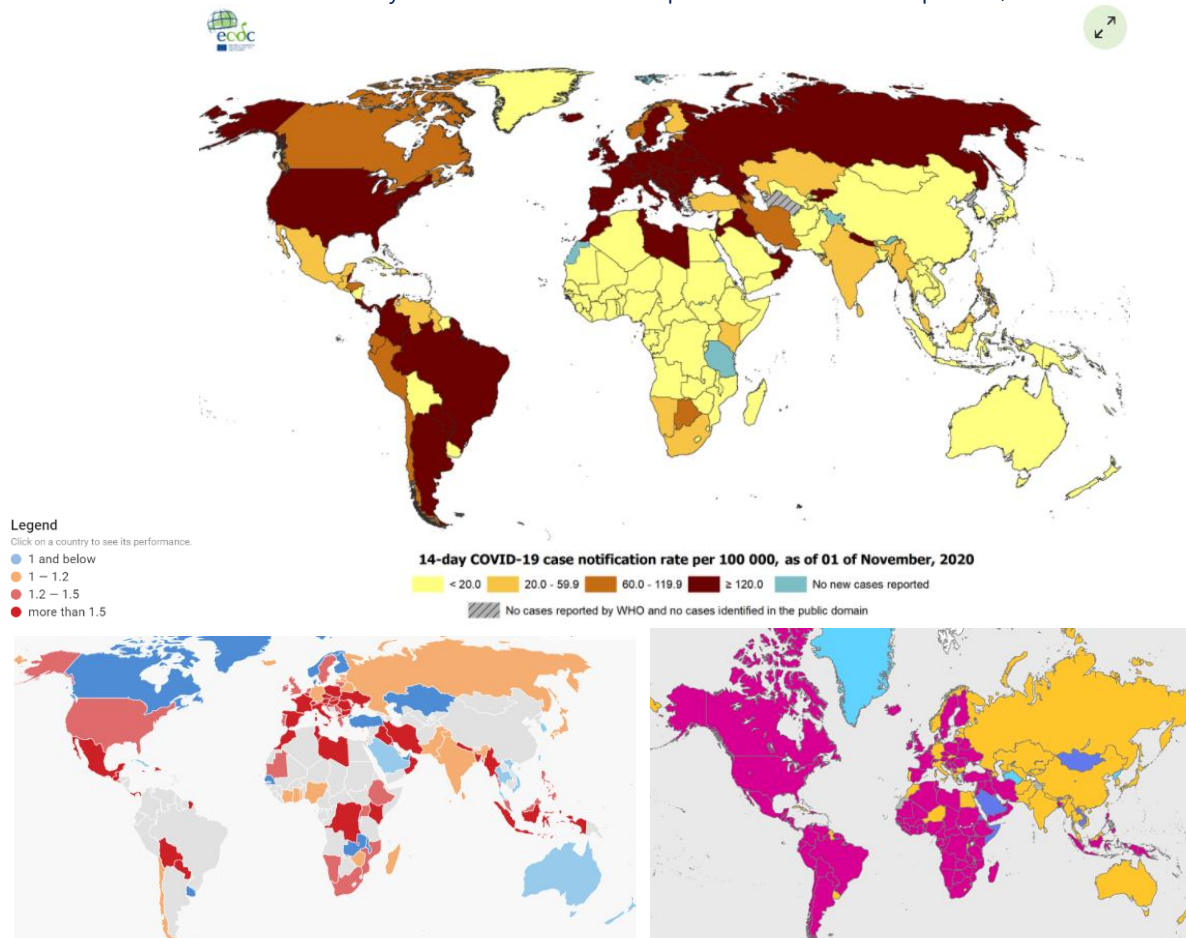 ecdc
Legend
Click on a country to see its performance.
1 and below
1 – 1.2
1.2 – 1.5
more than 1.5
14-day COVID-19 case notification rate per 100 000, as of 01 of November, 2020
< 20.0 20.0 - 59.9 60.0 - 119.9 ≥ 120.0 No new cases reported
No cases reported by WHO and no cases identified in the public domain